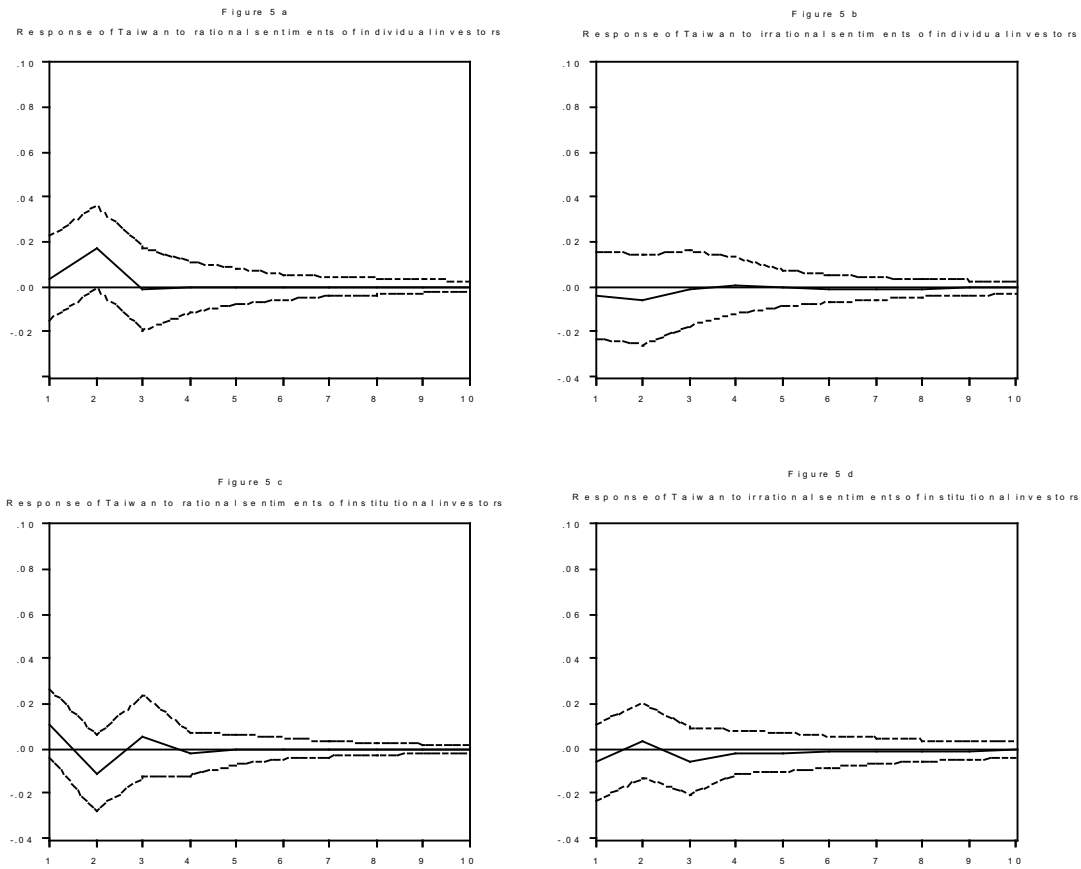 Figure 5 a
Response of Taiwan to rational sentiments of individual investors
.10
.08
.06
.04
.02
.00
-.02
1 2 3 4 5 6 7 8 9 10
Figure 5 b
Response of Taiwan to irrational sentiments of individual investors
.10
.08
.06
.04
.02
.00
-.02
-.04
1 2 3 4 5 6 7 8 9 10
Figure 5 c
Response of Taiwan to rational sentiments of institutional investors
.10
.08
.06
.04
.02
.00
-.02
-.04
1 2 3 4 5 6 7 8 9 10
Figure 5 d
Response of Taiwan to irrational sentiments of institutional investors
.10
.08
.06
.04
.02
.00
-.02
-.04
1 2 3 4 5 6 7 8 9 10